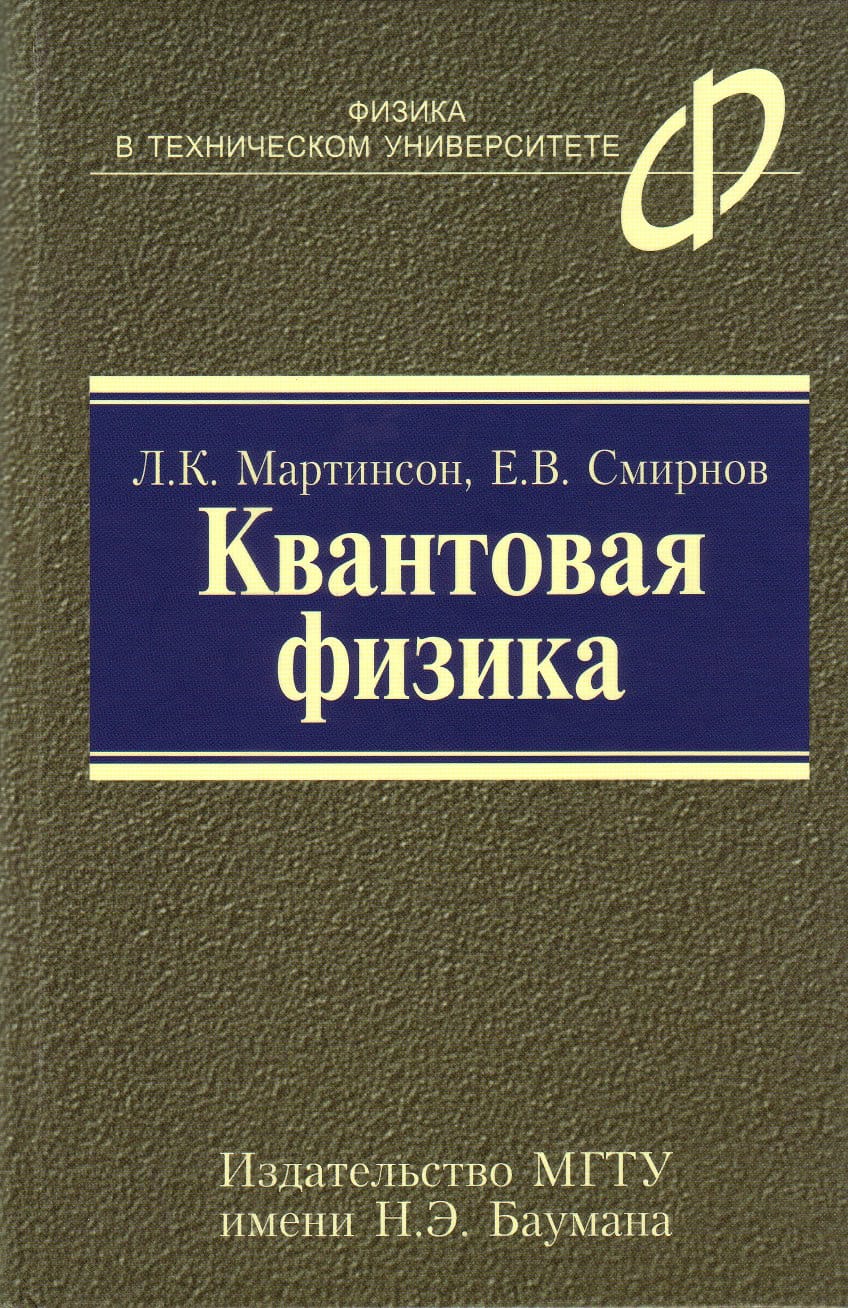 ФИЗИКА
В ТЕХНИЧЕСКОМ УНИВЕРСИТЕТЕ
Ф
Л.К. Мартинсон, Е.В. Смирнов
Квантовая
физика
Издательство МГТУ
имени Н.Э. Баумана